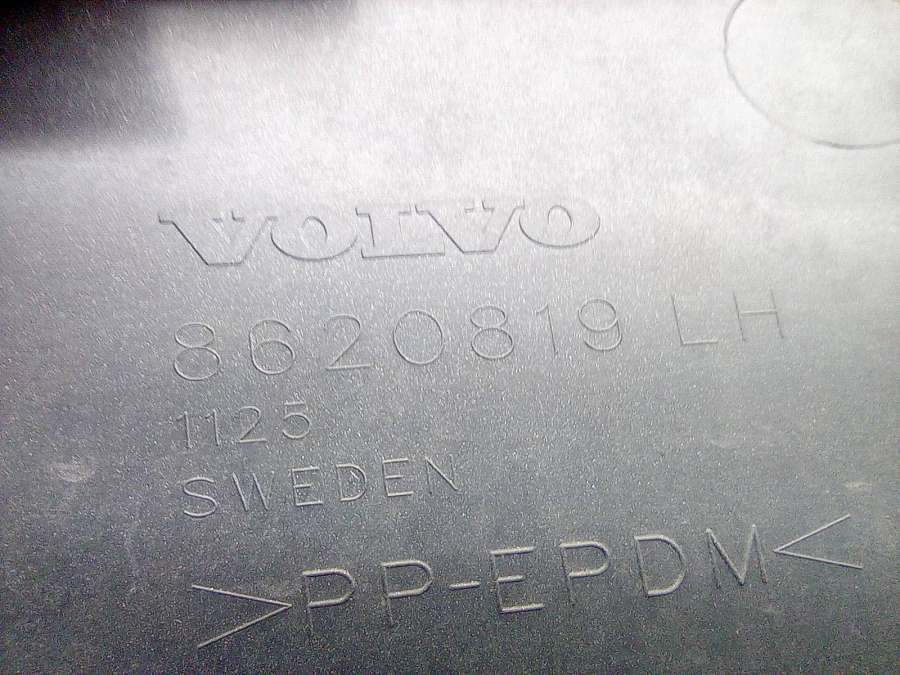 VOLVO
8620819 LH
1125
SWEDEN
>PP-EPDM<